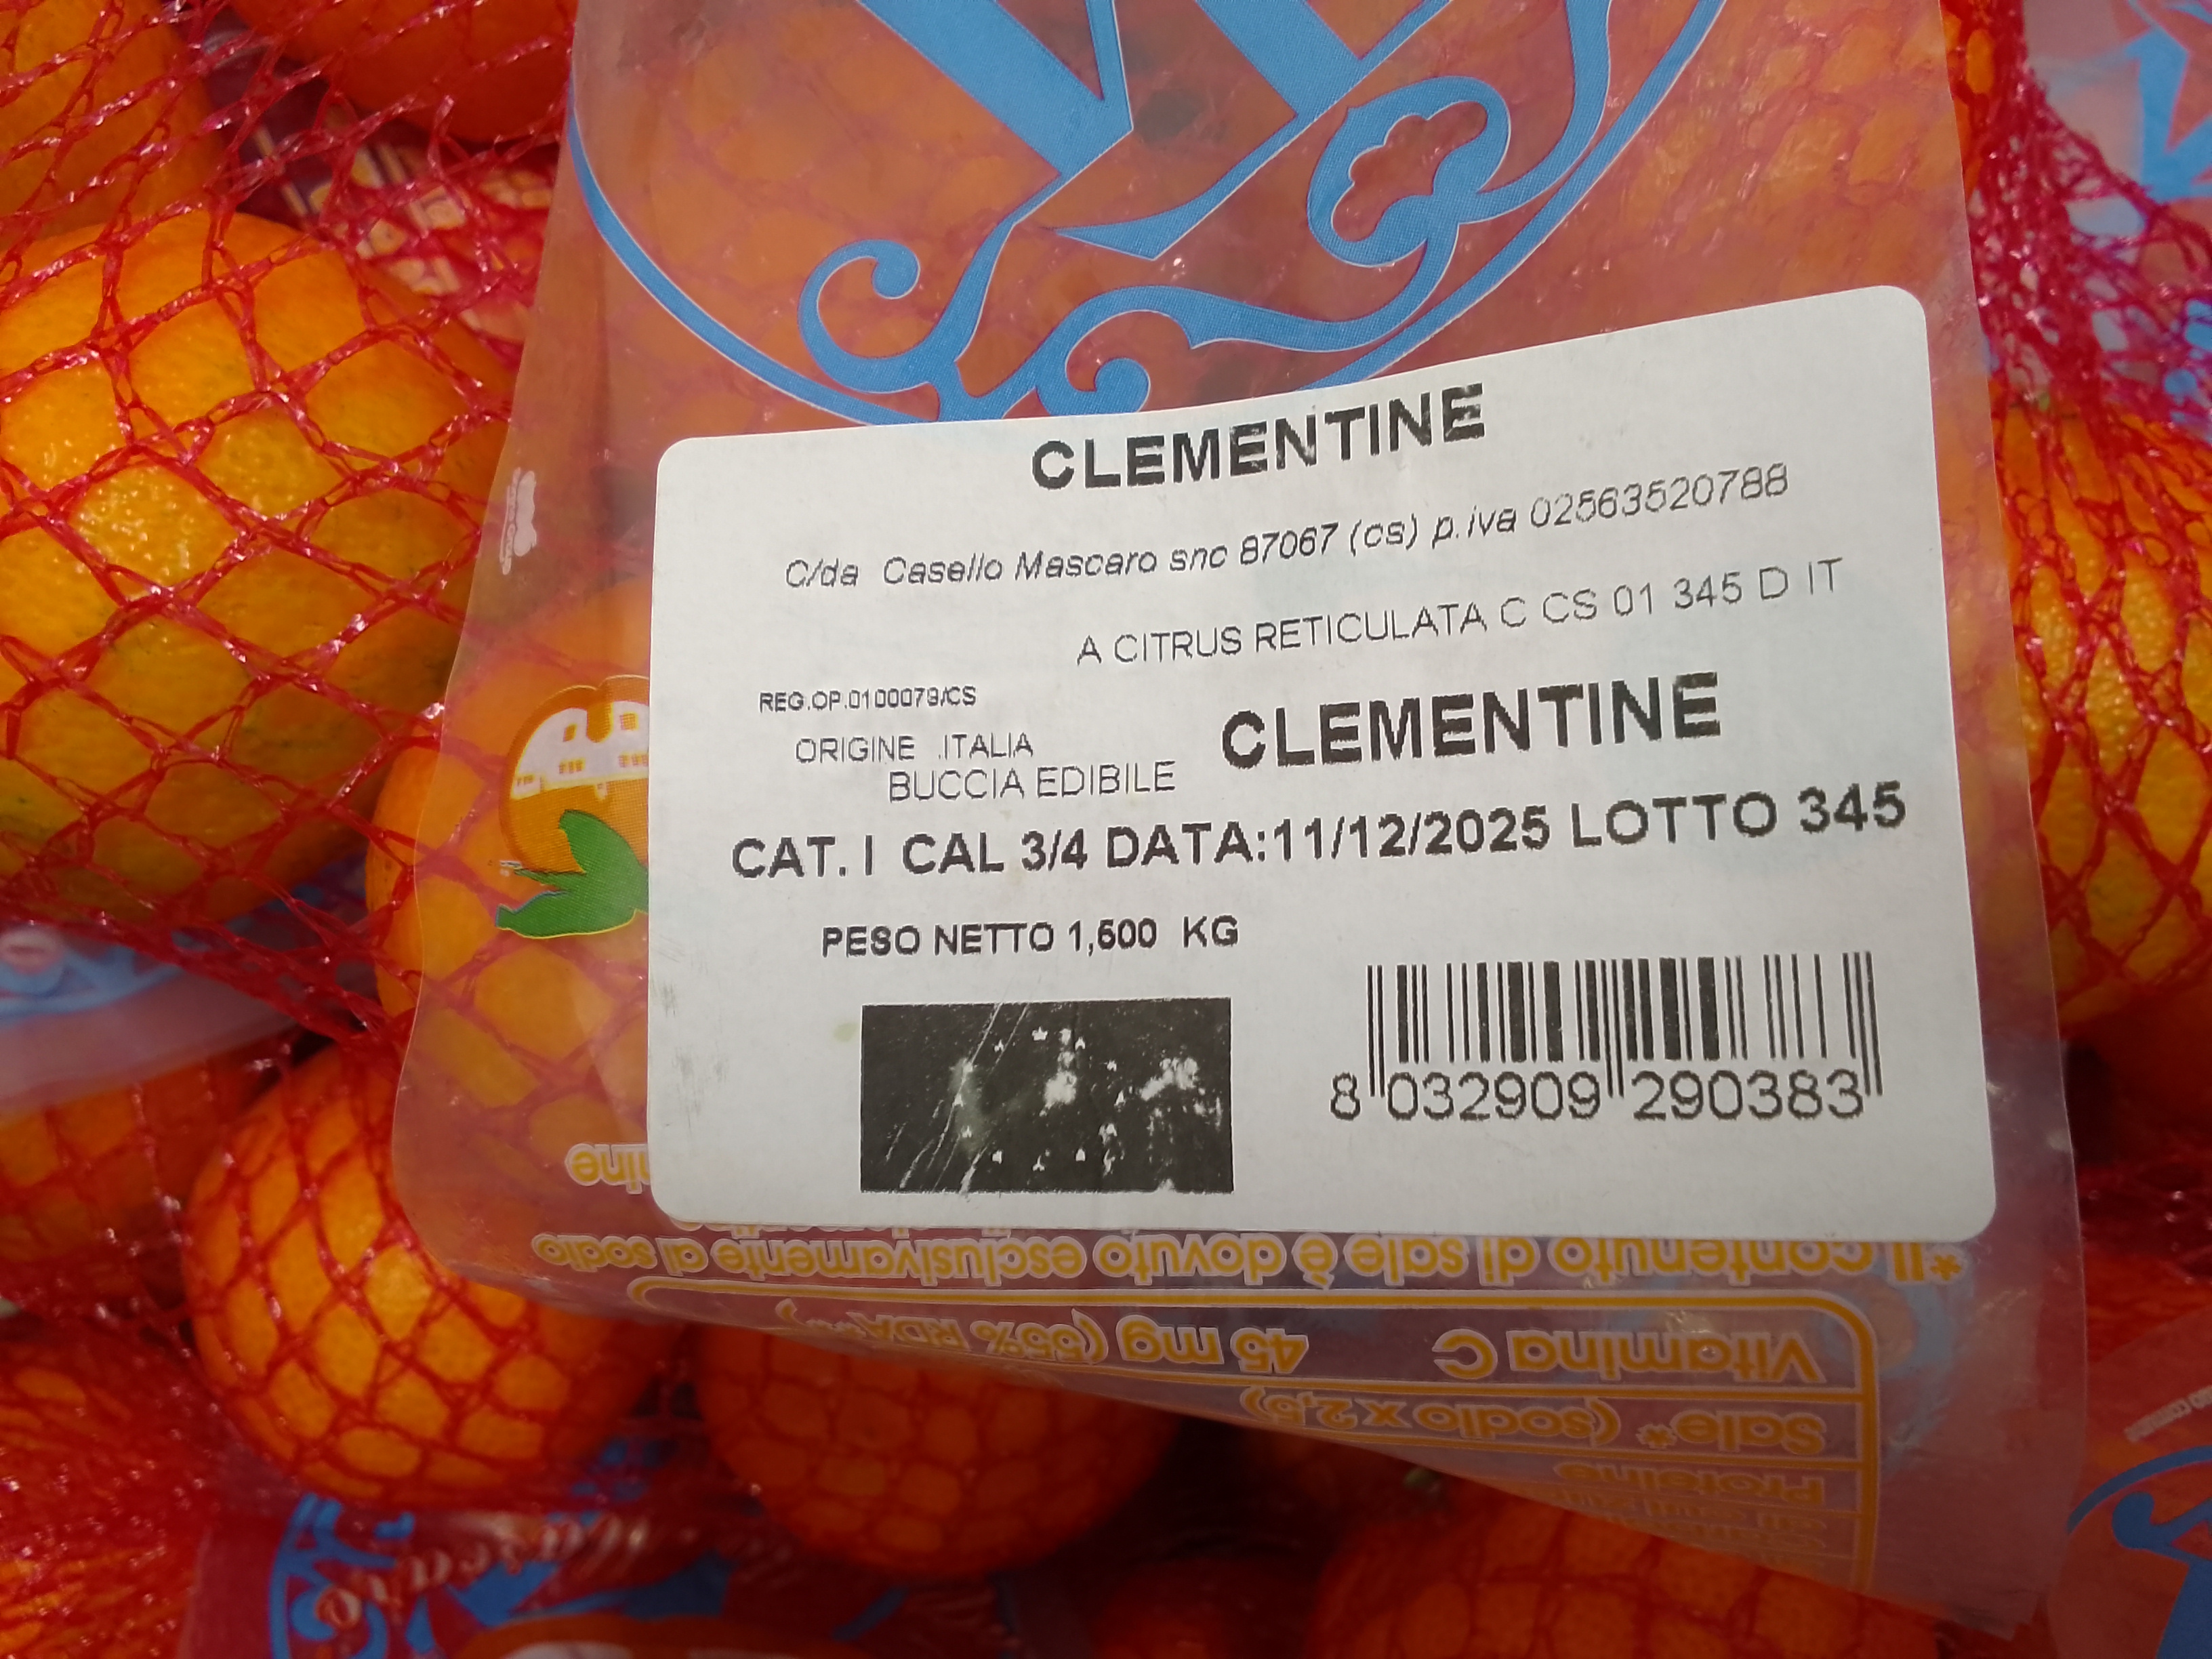 CLEMENTINE
C/da Casello Mascaro snc 87067 (cs) p.iva 02563520788
A CITRUS RETICULATA C CS 01 345 D IT
REG.OP.0100079/CS
ORIGINE .ITALIA
BUCCIA EDIBILE
CLEMENTINE
CAT. I CAL 3/4 DATA:11/12/2025 LOTTO 345
PESO NETTO 1,500 KG
8 032909 290383
*Il contenuto di sale è dovuto esclusivamente al sodio
Vitamina C 45 mg (55% RDA**)
Sale* (sodio x 2,5)
Proteine